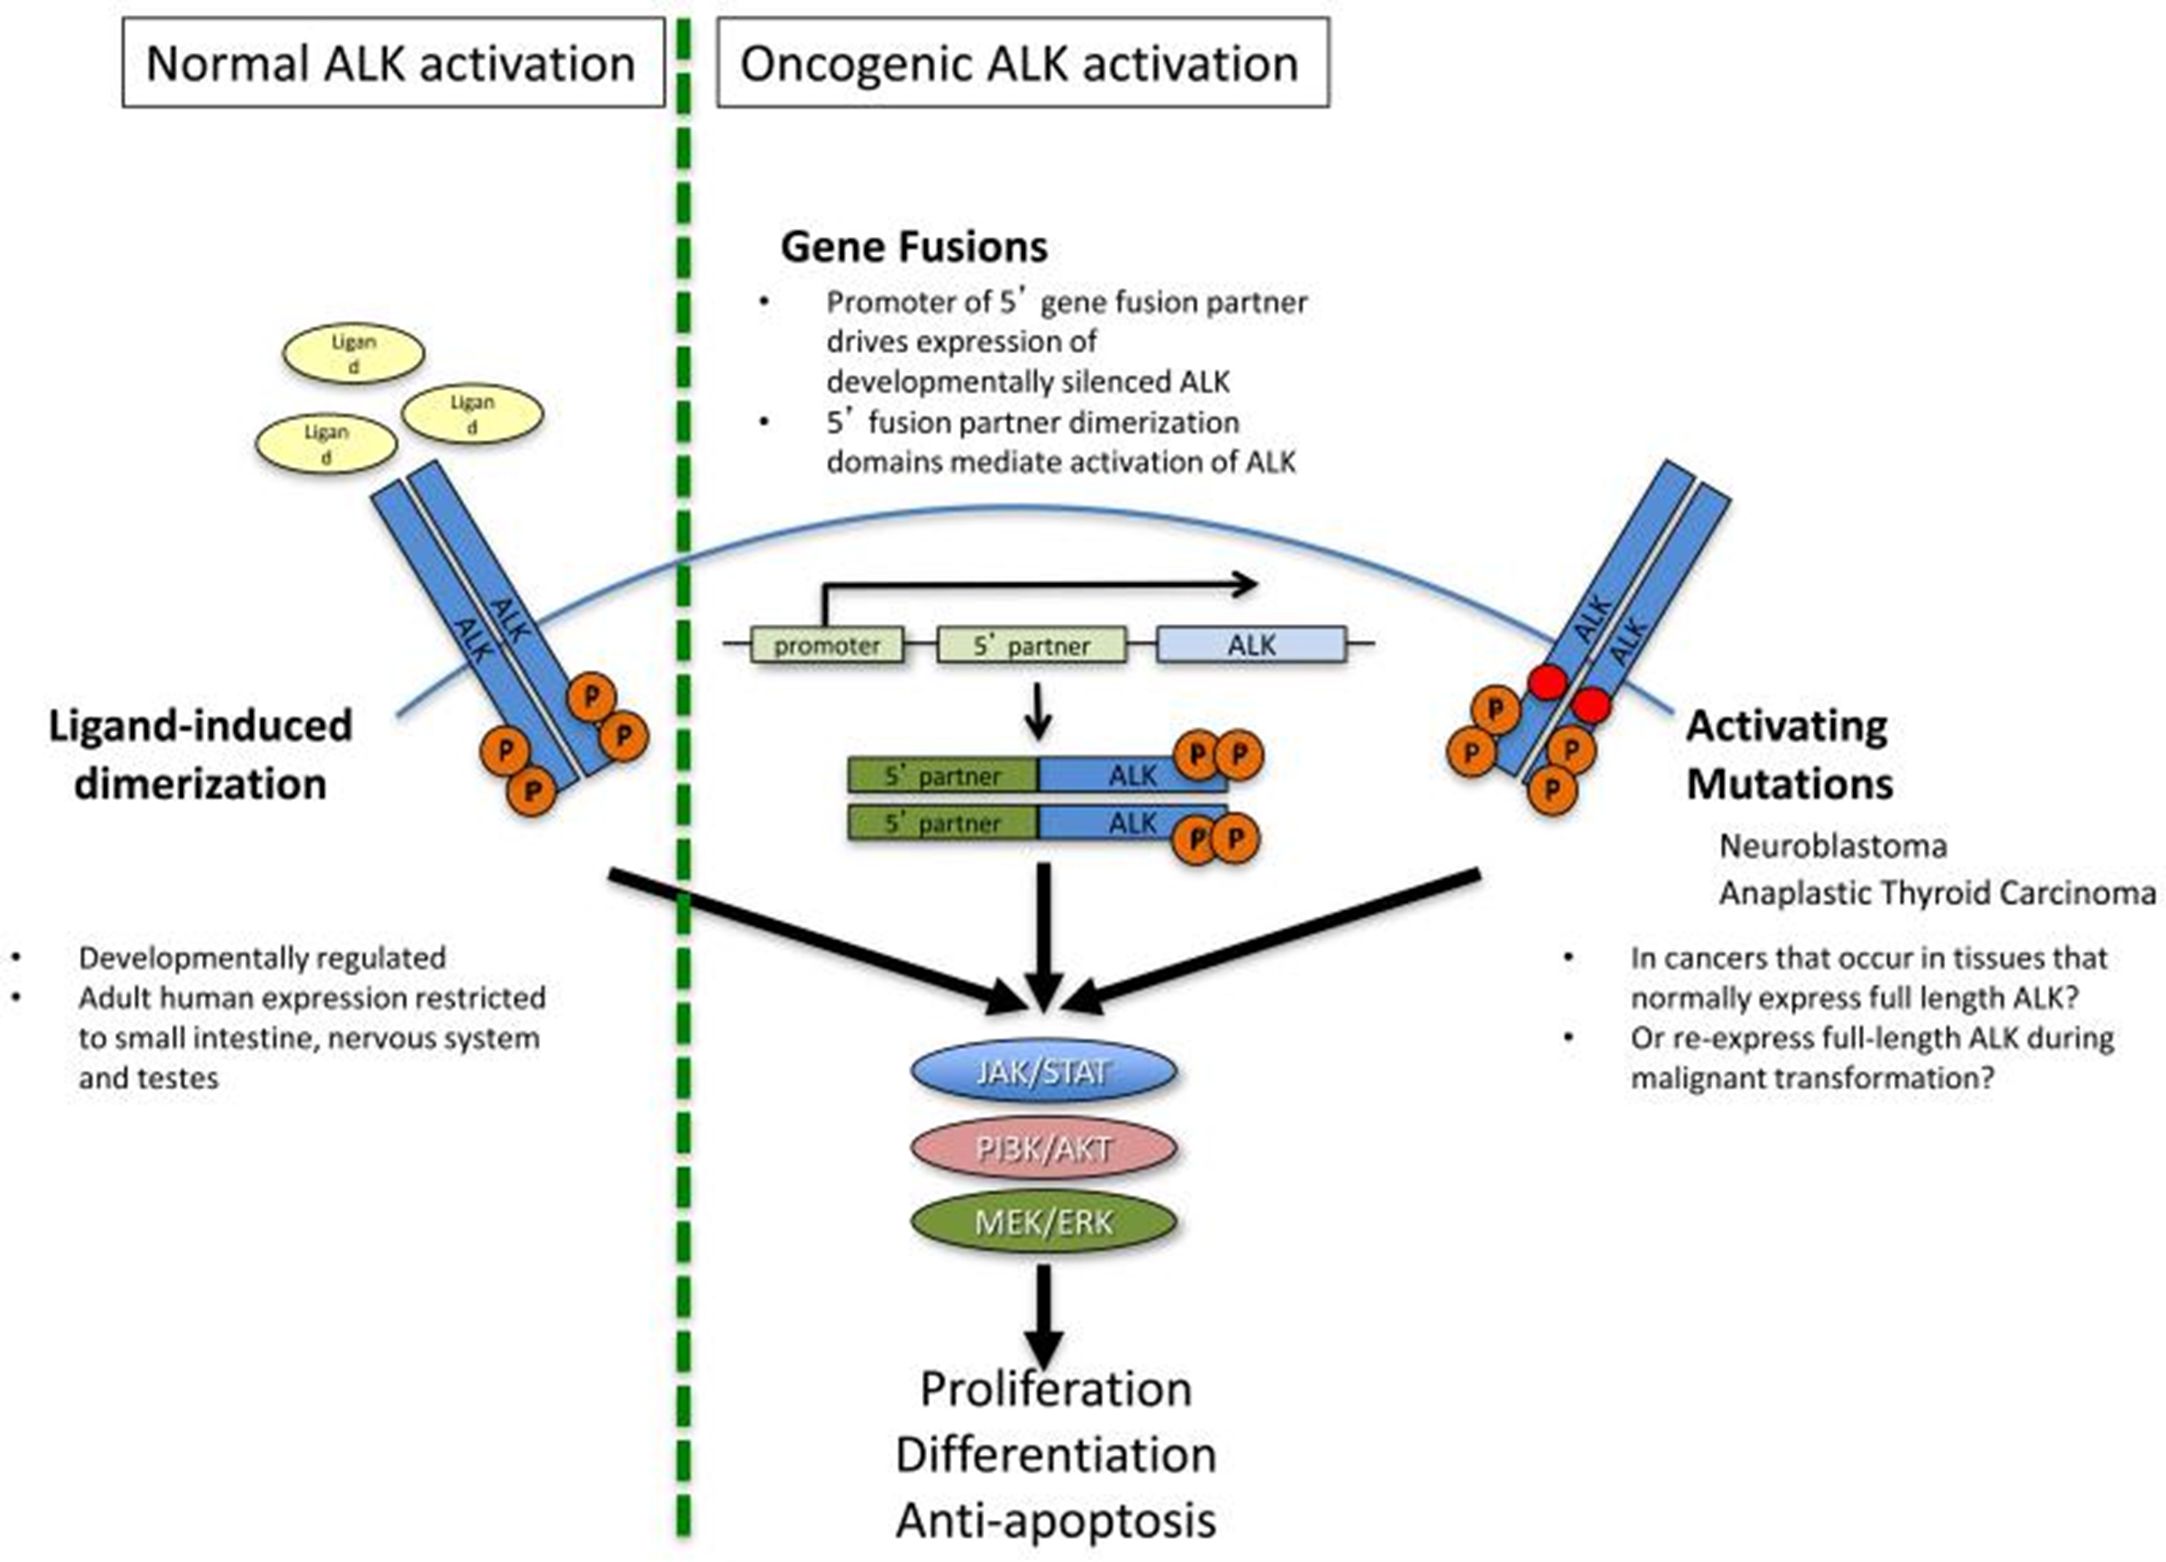 Normal ALK activation
Oncogenic ALK activation
Gene Fusions
• Promoter of 5' gene fusion partner
drives expression of
developmentally silenced ALK
• 5' fusion partner dimerization
domains mediate activation of ALK
Ligan
d
Ligan
d
Ligan
d
ALK
ALK
P
P
P
P
Ligand-induced
dimerization
• Developmentally regulated
• Adult human expression restricted
to small intestine, nervous system
and testes
promoter
5' partner
ALK
5' partner
ALK
P
P
5' partner
ALK
P
P
ALK
ALK
P
P
P
P
Activating
Mutations
Neuroblastoma
Anaplastic Thyroid Carcinoma
• In cancers that occur in tissues that
normally express full length ALK?
• Or re-express full-length ALK during
malignant transformation?
JAK/STAT
PI3K/AKT
MEK/ERK
Proliferation
Differentiation
Anti-apoptosis